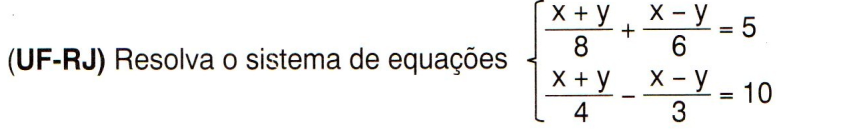 (UF-RJ) Resolva o sistema de equações { (x + y)/8 + (x – y)/6 = 5
(x + y)/4 – (x – y)/3 = 10